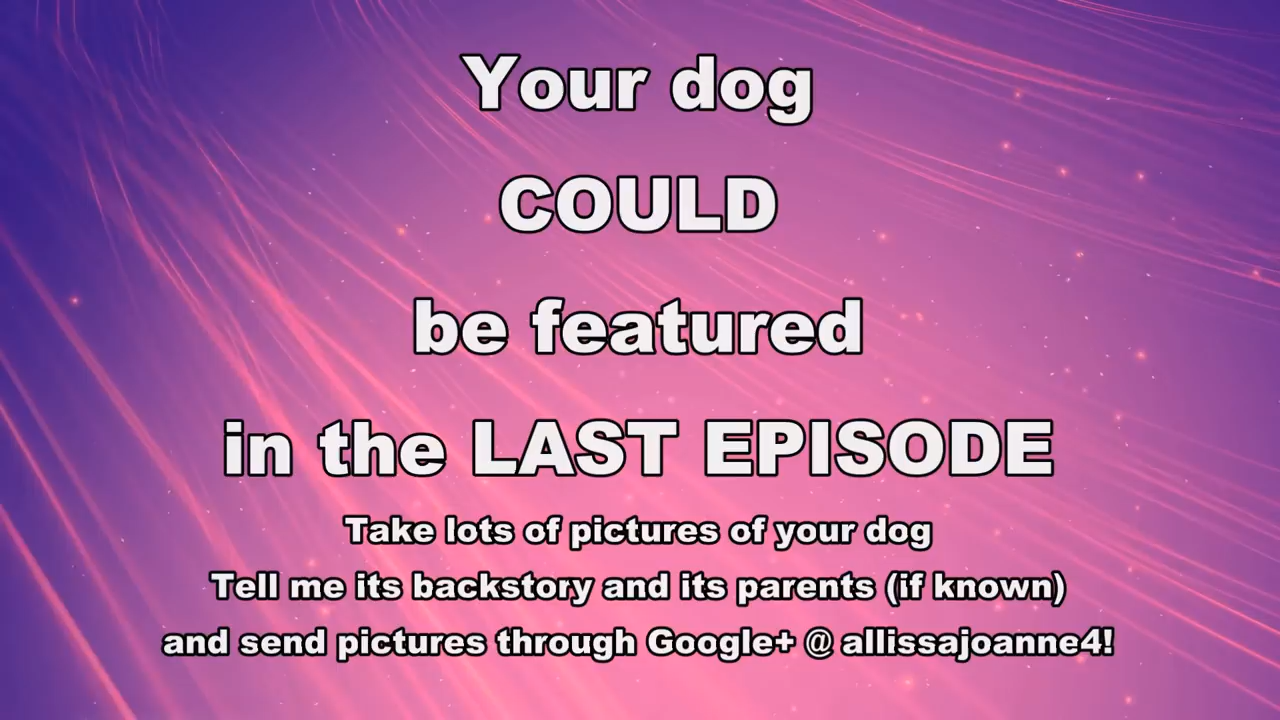 Your dog
COULD
be featured
in the LAST EPISODE
Take lots of pictures of your dog
Tell me its backstory and its parents (if known)
and send pictures through Google+ @ allissajoanne4!